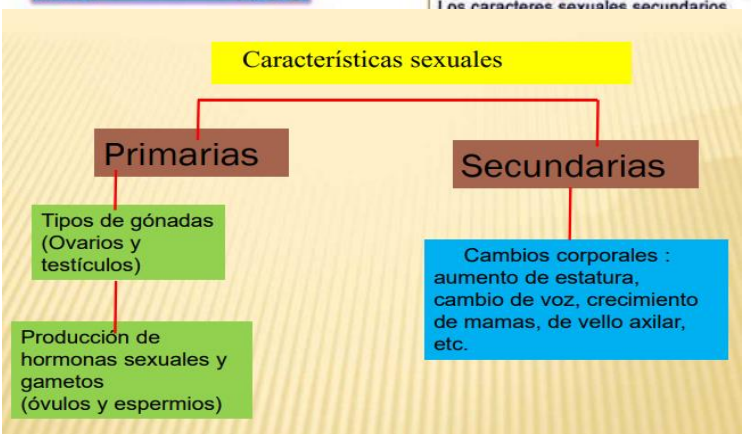 Los caracteres sexuales secundarios
Características sexuales
Primarias
Secundarias
Tipos de gónadas
(Ovarios y
testículos)
Cambios corporales :
aumento de estatura,
cambio de voz, crecimiento
de mamas, de vello axilar,
etc.
Producción de
hormonas sexuales y
gametos
(óvulos y espermios)